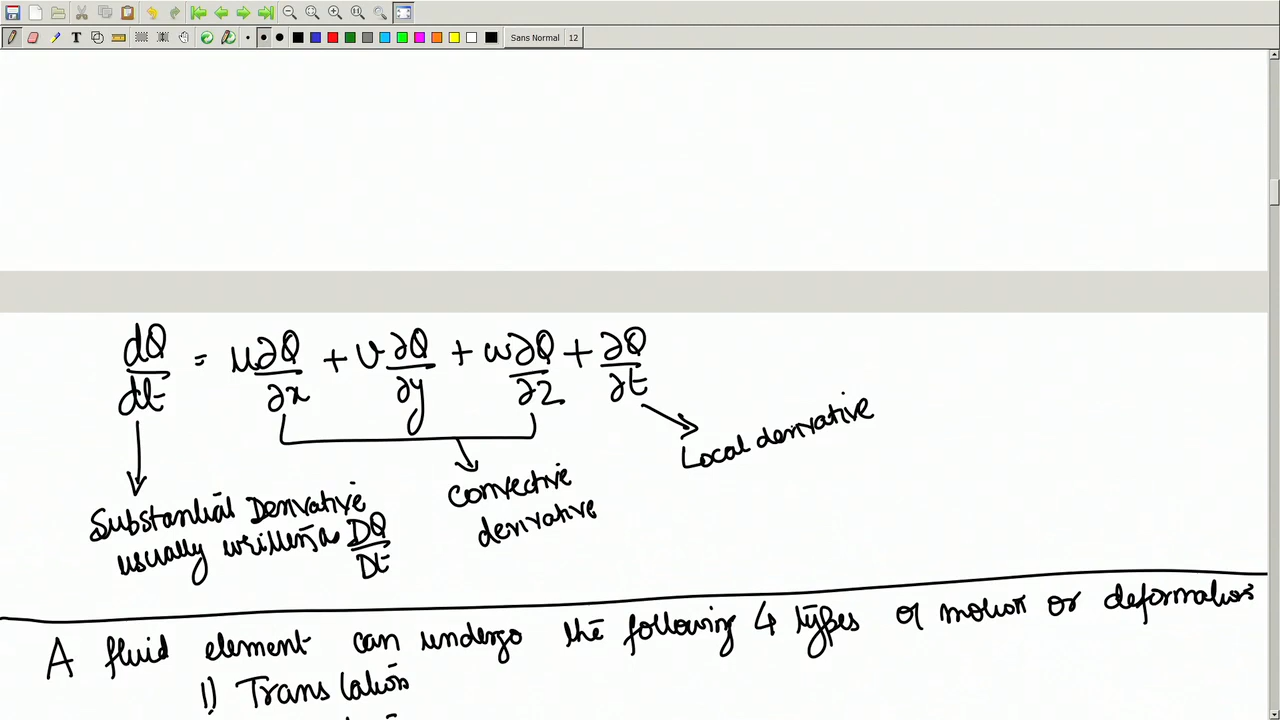 Sans Normal 12
dQ/dt = u ∂Q/∂x + v ∂Q/∂y + w ∂Q/∂z + ∂Q/∂t
Local derivative
Convective
derivative
Substantial Derivative
usually written as DQ/Dt
A fluid element can undergo the following 4 types of motion or deformation
1) Translation